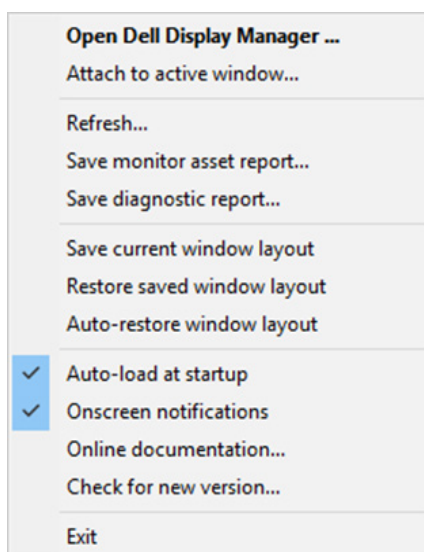 Open Dell Display Manager ...
Attach to active window...
Refresh...
Save monitor asset report...
Save diagnostic report...
Save current window layout
Restore saved window layout
Auto-restore window layout
Auto-load at startup
Onscreen notifications
Online documentation...
Check for new version...
Exit